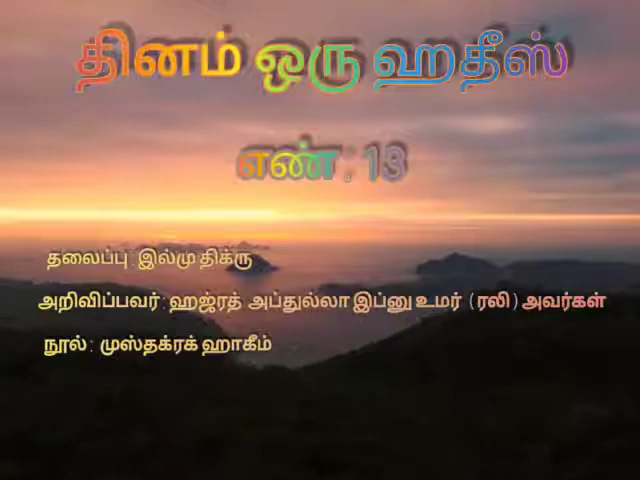 தினம் ஒரு ஹதீஸ்
எண் : 13
தலைப்பு : இல்மு திக்ரு
அறிவிப்பவர் : ஹஜ்ரத் அப்துல்லா இப்னு உமர் ( ரலி ) அவர்கள்
நூல் : முஸ்தக்ரக் ஹாகீம்